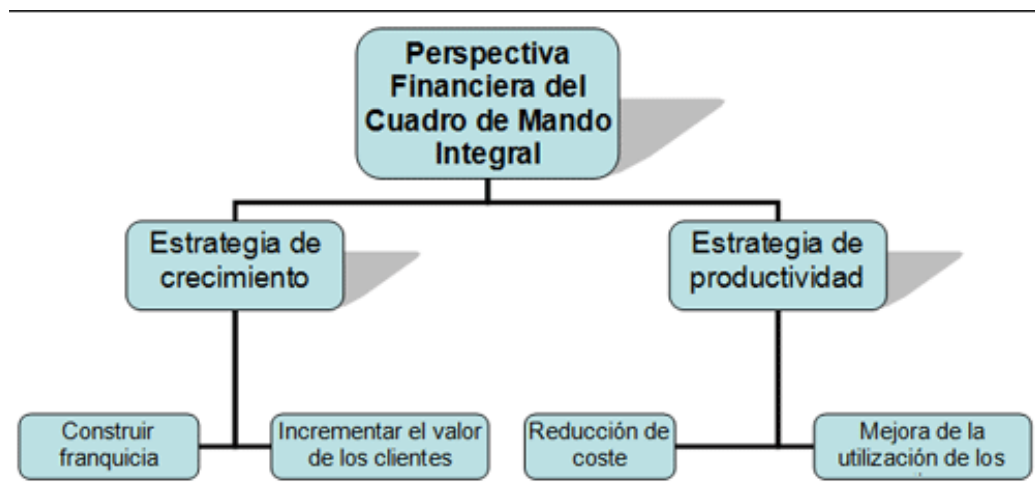 Perspectiva
Financiera del
Cuadro de Mando
Integral
Estrategia de
crecimiento
Estrategia de
productividad
Construir
franquicia
Incrementar el valor
de los clientes
Reducción de
coste
Mejora de la
utilización de los